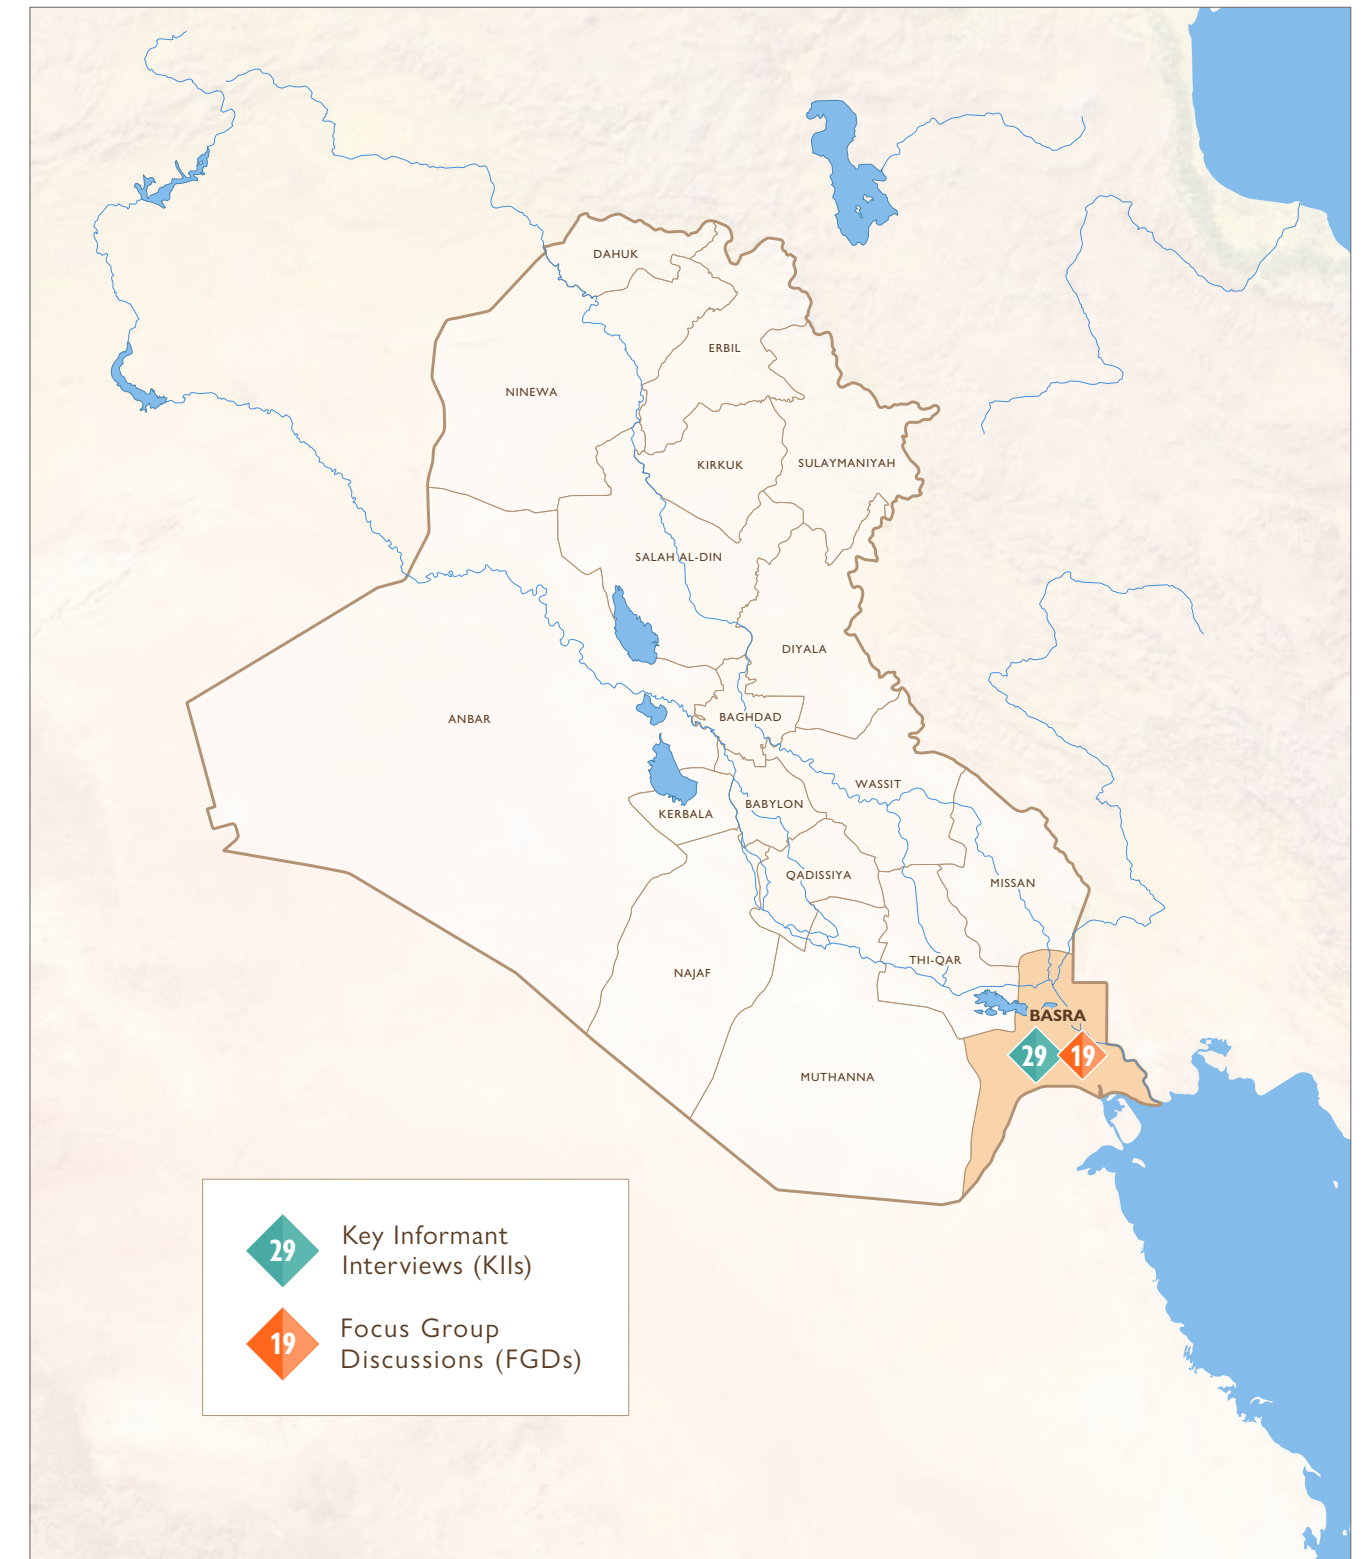 DAHUK
ERBIL
NINEWA
KIRKUK
SULAYMANIYAH
SALAH AL-DIN
DIYALA
ANBAR
BAGHDAD
WASSIT
BABYLON
KERBALA
QADISSIYA
MISSAN
THI-QAR
NAJAF
BASRA
29
19
MUTHANNA
29
Key Informant
Interviews (KIIs)
19
Focus Group
Discussions (FGDs)